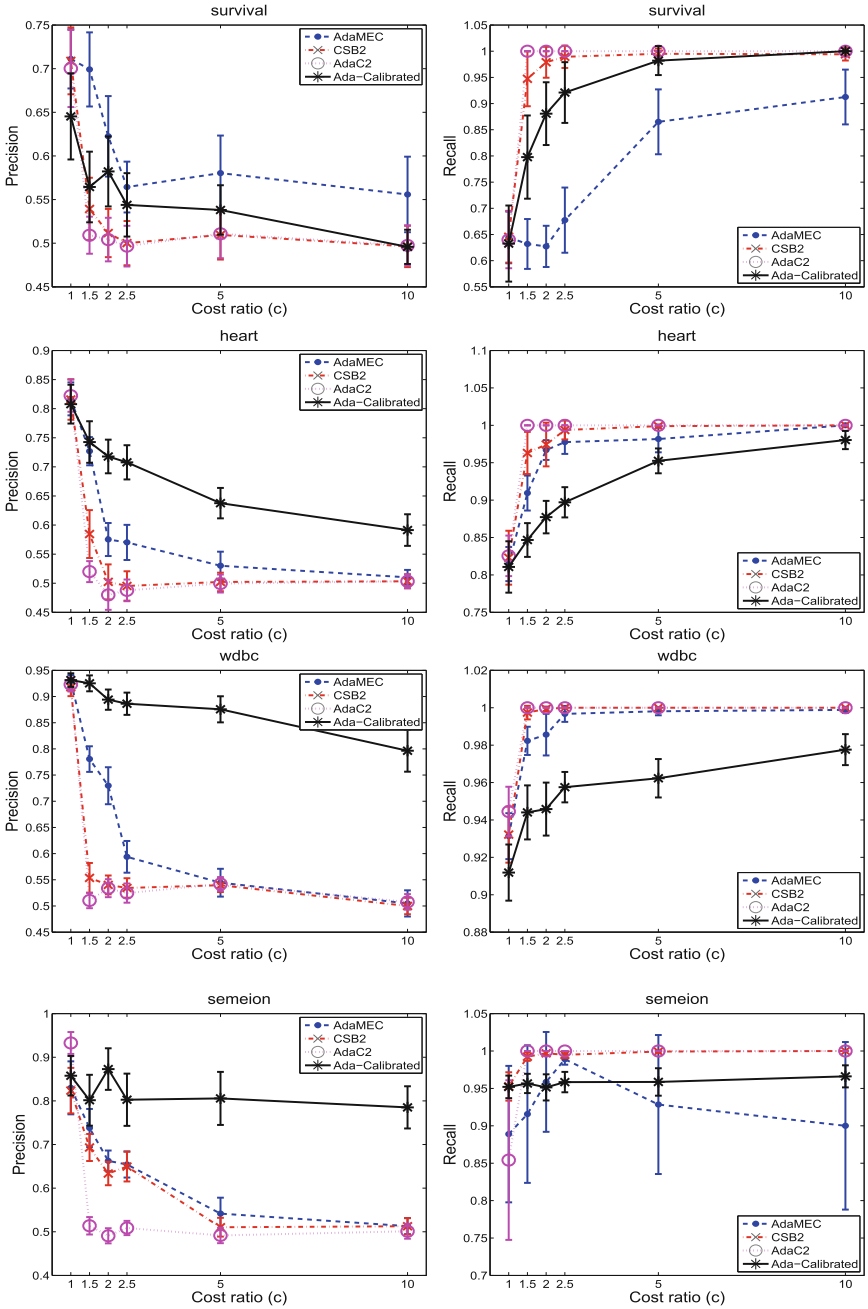 survival
0.75
0.7
0.65
0.6
0.55
0.5
0.45
Precision
AdaMEC
CSB2
AdaC2
Ada−Calibrated
1 1.5 2 2.5 5 10
Cost ratio (c)
survival
1
0.95
0.9
0.85
0.8
0.75
0.7
0.65
0.6
0.55
Recall
AdaMEC
CSB2
AdaC2
Ada−Calibrated
1 1.5 2 2.5 5 10
Cost ratio (c)
heart
0.9
0.85
0.8
0.75
0.7
0.65
0.6
0.55
0.5
0.45
Precision
AdaMEC
CSB2
AdaC2
Ada−Calibrated
1 1.5 2 2.5 5 10
Cost ratio (c)
heart
1.1
1.05
1
0.95
0.9
0.85
0.8
0.75
Recall
AdaMEC
CSB2
AdaC2
Ada−Calibrated
1 1.5 2 2.5 5 10
Cost ratio (c)
wdbc
0.95
0.9
0.85
0.8
0.75
0.7
0.65
0.6
0.55
0.5
0.45
Precision
AdaMEC
CSB2
AdaC2
Ada−Calibrated
1 1.5 2 2.5 5 10
Cost ratio (c)
wdbc
1.02
1
0.98
0.96
0.94
0.92
0.9
0.88
Recall
AdaMEC
CSB2
AdaC2
Ada−Calibrated
1 1.5 2 2.5 5 10
Cost ratio (c)
semeion
1
0.9
0.8
0.7
0.6
0.5
0.4
Precision
AdaMEC
CSB2
AdaC2
Ada−Calibrated
1 1.5 2 2.5 5 10
Cost ratio (c)
semeion
1.05
1
0.95
0.9
0.85
0.8
0.75
0.7
Recall
AdaMEC
CSB2
AdaC2
Ada−Calibrated
1 1.5 2 2.5 5 10
Cost ratio (c)